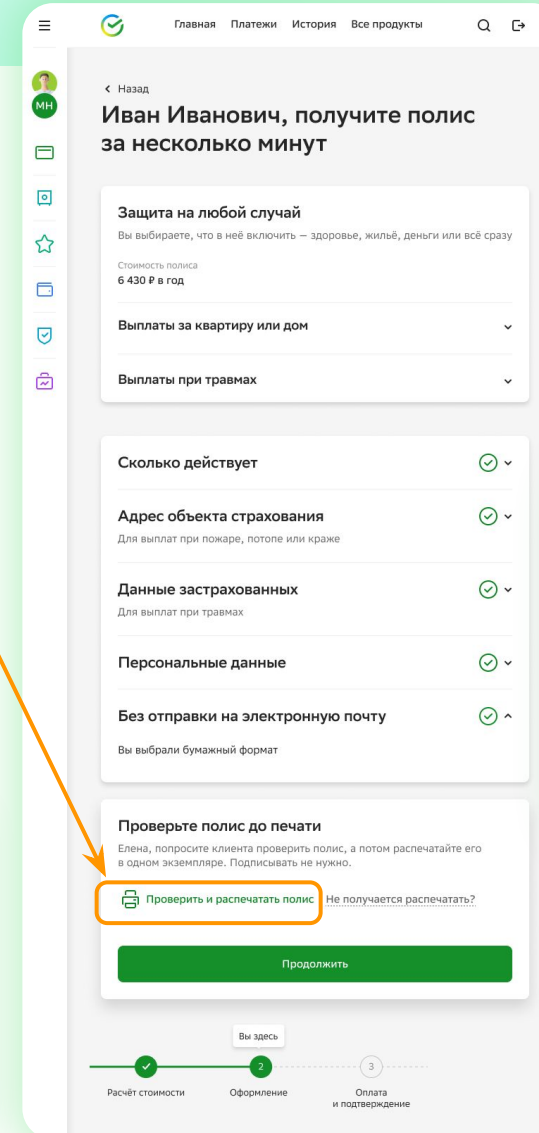 Главная Платежи История Все продукты
МН
Назад
Иван Иванович, получите полис
за несколько минут
Защита на любой случай
Вы выбираете, что в неё включить — здоровье, жильё, деньги или всё сразу
Стоимость полиса
6 430 ₽ в год
Выплаты за квартиру или дом
Выплаты при травмах
Сколько действует
Адрес объекта страхования
Для выплат при пожаре, потопе или краже
Данные застрахованных
Для выплат при травмах
Персональные данные
Без отправки на электронную почту
Вы выбрали бумажный формат
Проверьте полис до печати
Елена, попросите клиента проверить полис, а потом распечатайте его
в одном экземпляре. Подписывать не нужно.
Проверить и распечатать полис Не получается распечатать?
Продолжить
Вы здесь
2 3
Расчёт стоимости Оформление Оплата
и подтверждение